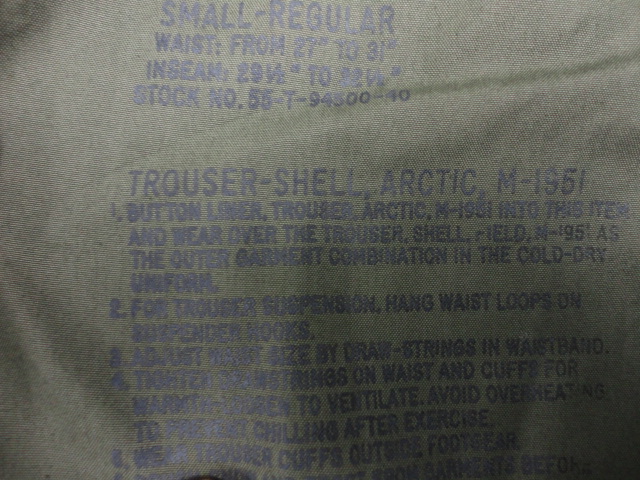 SMALL-REGULAR
WAIST: FROM 27" TO 31"
INSEAM: 29½" TO 32½"
STOCK NO. 55-T-94500-40
TROUSER-SHELL, ARCTIC, M-1951
1. BUTTON LINER, TROUSER, ARCTIC, M-1951 INTO THIS ITEM
AND WEAR OVER THE TROUSER, SHELL, FIELD, M-1951 AS
THE OUTER GARMENT COMBINATION IN THE COLD-DRY
UNIFORM.
2. FOR TROUSER SUSPENSION, HANG WAIST LOOPS ON
SUSPENDER HOOKS.
3. ADJUST WAIST SIZE BY DRAW-STRINGS IN WAISTBAND.
4. TIGHTEN DRAWSTRINGS ON WAIST AND CUFFS FOR
WARMTH-LOOSEN TO VENTILATE. AVOID OVERHEATING
TO PREVENT CHILLING AFTER EXERCISE.
5. WEAR TROUSER CUFFS OUTSIDE FOOTGEAR.
FROM GARMENTS BEFORE